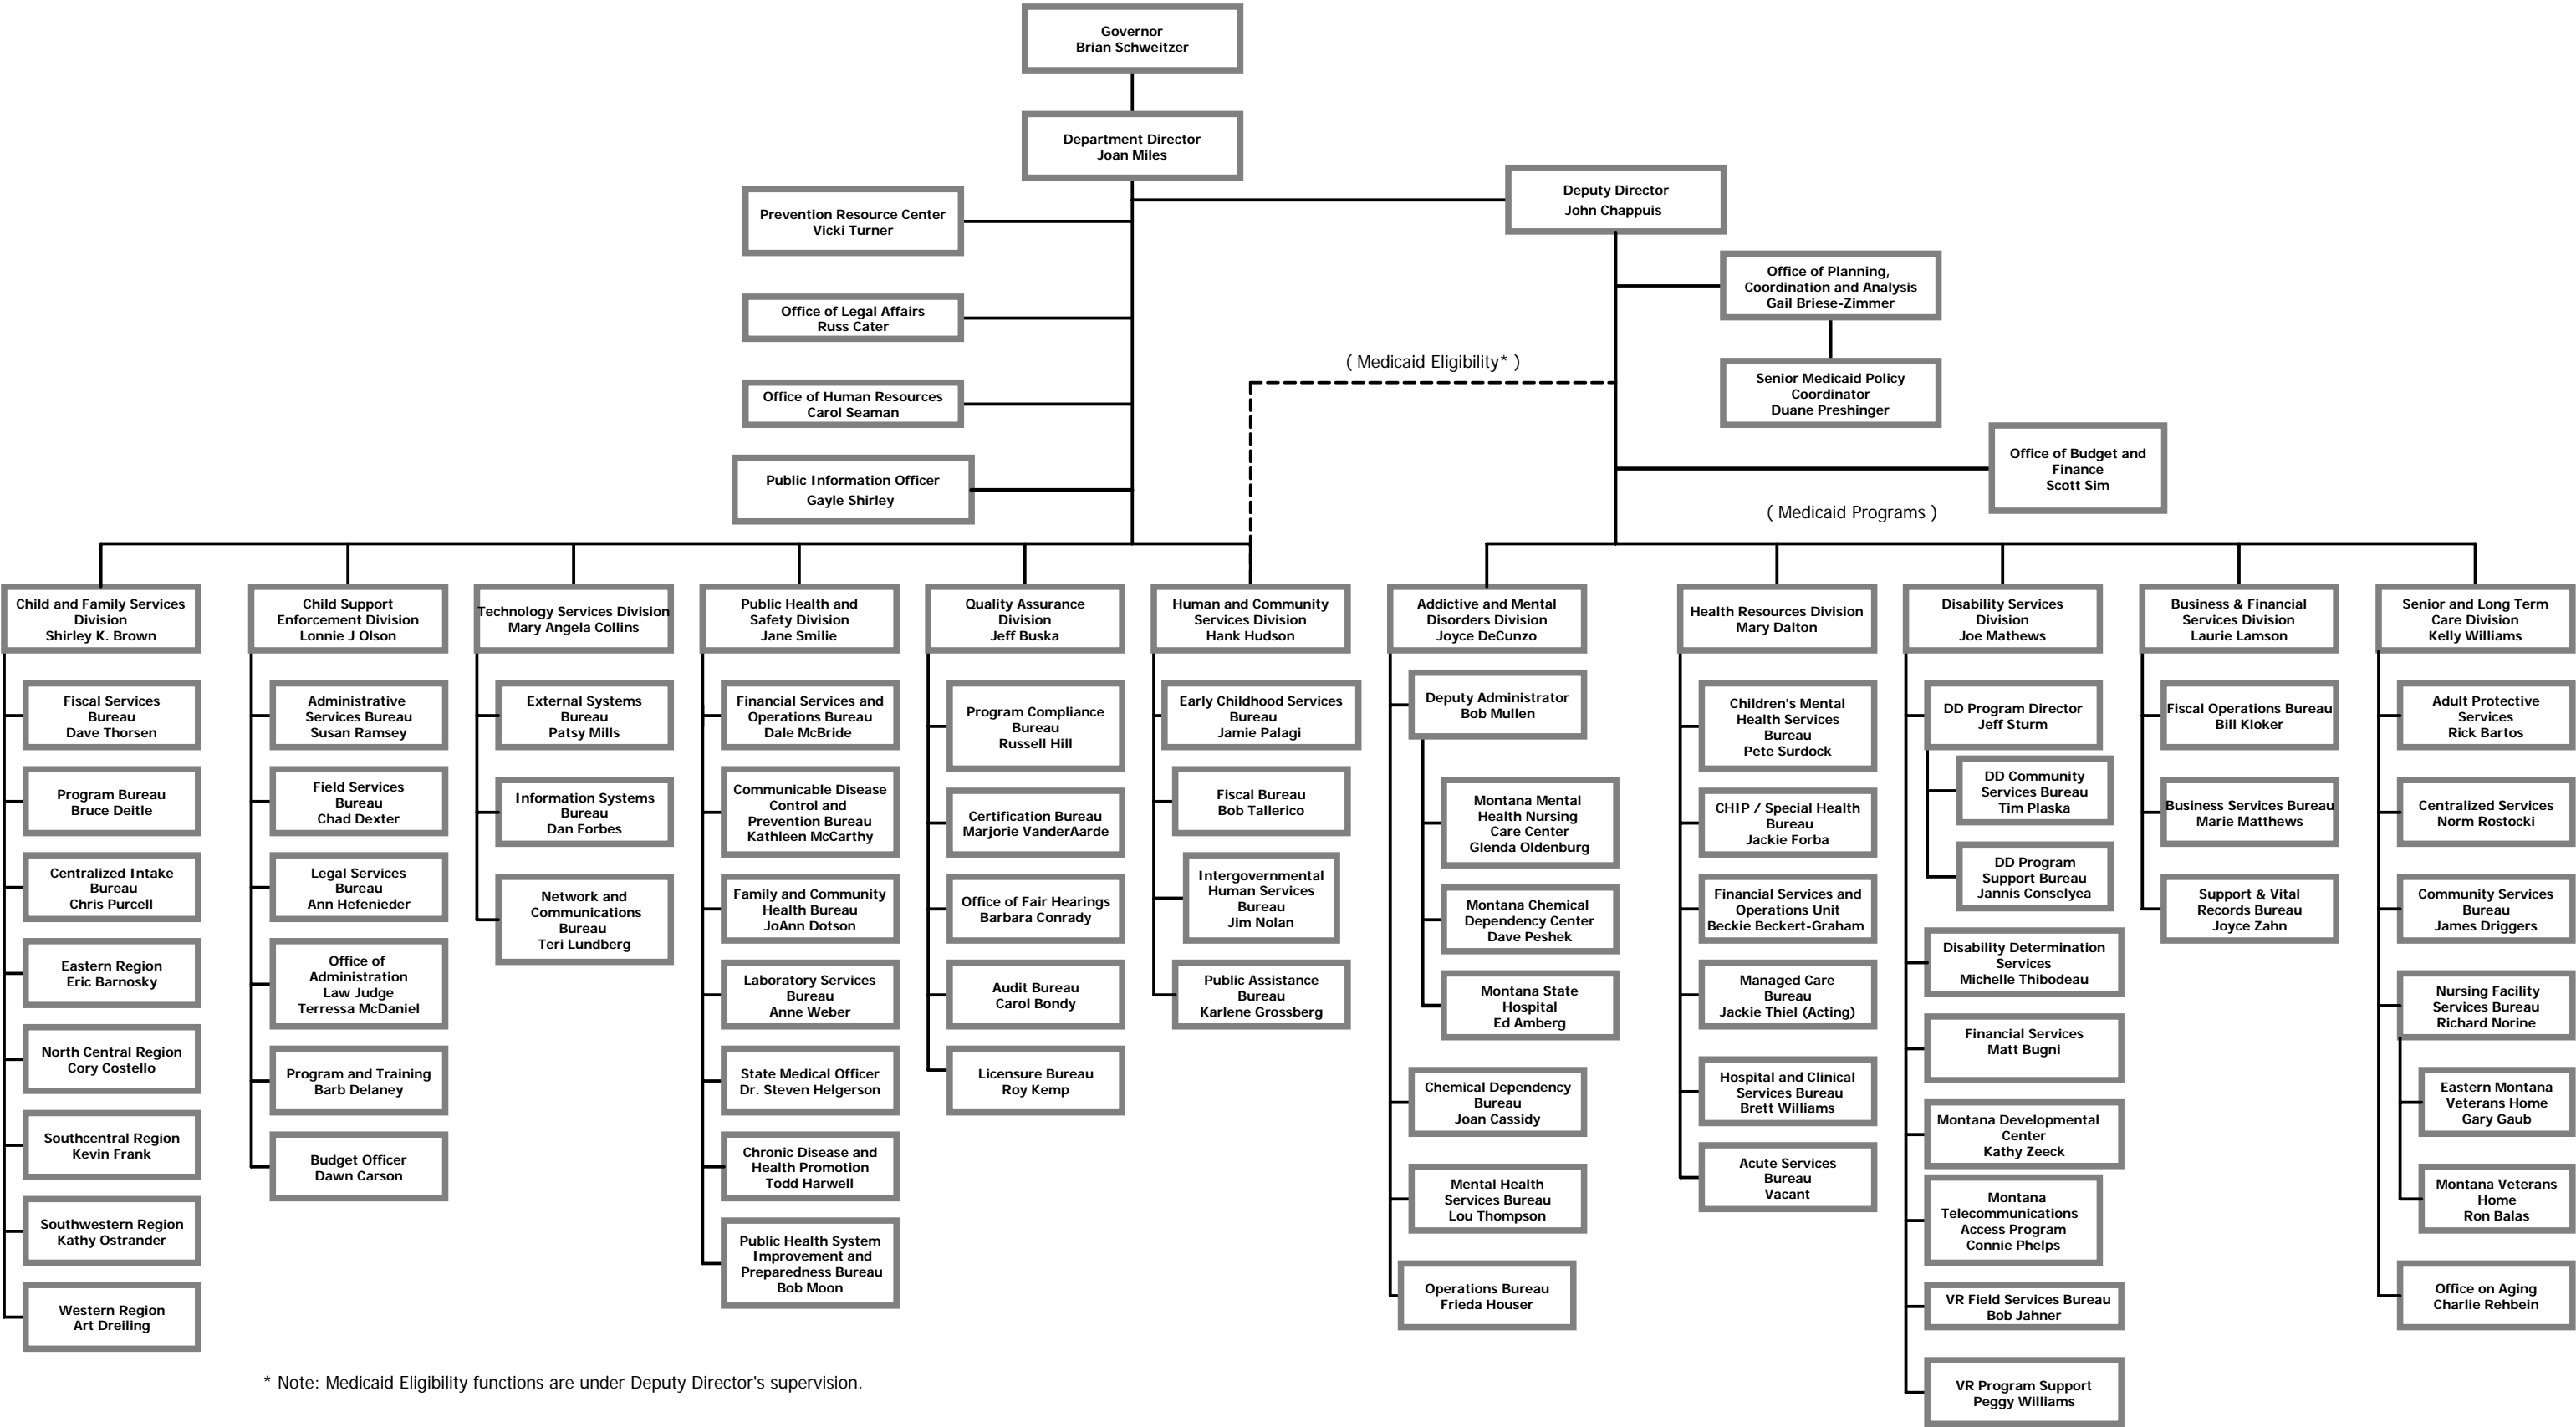 Governor
Brian Schweitzer
Department Director
Joan Miles
Deputy Director
John Chappuis
Prevention Resource Center
Vicki Turner
Office of Legal Affairs
Russ Cater
Office of Human Resources
Carol Seaman
Public Information Officer
Gayle Shirley
Office of Planning,
Coordination and Analysis
Gail Briese-Zimmer
Senior Medicaid Policy
Coordinator
Duane Preshinger
( Medicaid Eligibility* )
Office of Budget and
Finance
Scott Sim
( Medicaid Programs )
Child and Family Services
Division
Shirley K. Brown
Fiscal Services
Bureau
Dave Thorsen
Program Bureau
Bruce Deitle
Centralized Intake
Bureau
Chris Purcell
Eastern Region
Eric Barnosky
North Central Region
Cory Costello
Southcentral Region
Kevin Frank
Southwestern Region
Kathy Ostrander
Western Region
Art Dreiling
Child Support
Enforcement Division
Lonnie J Olson
Administrative
Services Bureau
Susan Ramsey
Field Services
Bureau
Chad Dexter
Legal Services
Bureau
Ann Hefenieder
Office of
Administration
Law Judge
Terressa McDaniel
Program and Training
Barb Delaney
Budget Officer
Dawn Carson
Technology Services Division
Mary Angela Collins
External Systems
Bureau
Patsy Mills
Information Systems
Bureau
Dan Forbes
Network and
Communications
Bureau
Teri Lundberg
Public Health and
Safety Division
Jane Smilie
Financial Services and
Operations Bureau
Dale McBride
Communicable Disease
Control and
Prevention Bureau
Kathleen McCarthy
Family and Community
Health Bureau
JoAnn Dotson
Laboratory Services
Bureau
Anne Weber
State Medical Officer
Dr. Steven Helgerson
Chronic Disease and
Health Promotion
Todd Harwell
Public Health System
Improvement and
Preparedness Bureau
Bob Moon
Quality Assurance
Division
Jeff Buska
Program Compliance
Bureau
Russell Hill
Certification Bureau
Marjorie VanderAarde
Office of Fair Hearings
Barbara Conrady
Audit Bureau
Carol Bondy
Licensure Bureau
Roy Kemp
Human and Community
Services Division
Hank Hudson
Early Childhood Services
Bureau
Jamie Palagi
Fiscal Bureau
Bob Tallerico
Intergovernmental
Human Services
Bureau
Jim Nolan
Public Assistance
Bureau
Karlene Grossberg
Addictive and Mental
Disorders Division
Joyce DeCunzo
Deputy Administrator
Bob Mullen
Montana Mental
Health Nursing
Care Center
Glenda Oldenburg
Montana Chemical
Dependency Center
Dave Peshek
Montana State
Hospital
Ed Amberg
Chemical Dependency
Bureau
Joan Cassidy
Mental Health
Services Bureau
Lou Thompson
Operations Bureau
Frieda Houser
Health Resources Division
Mary Dalton
Children's Mental
Health Services
Bureau
Pete Surdock
CHIP / Special Health
Bureau
Jackie Forba
Financial Services and
Operations Unit
Beckie Beckert-Graham
Managed Care
Bureau
Jackie Thiel (Acting)
Hospital and Clinical
Services Bureau
Brett Williams
Acute Services
Bureau
Vacant
Disability Services
Division
Joe Mathews
DD Program Director
Jeff Sturm
DD Community
Services Bureau
Tim Plaska
DD Program
Support Bureau
Jannis Conselyea
Disability Determination
Services
Michelle Thibodeau
Financial Services
Matt Bugni
Montana Developmental
Center
Kathy Zeeck
Montana
Telecommunications
Access Program
Connie Phelps
VR Field Services Bureau
Bob Jahner
VR Program Support
Peggy Williams
Business & Financial
Services Division
Laurie Lamson
Fiscal Operations Bureau
Bill Kloker
Business Services Bureau
Marie Matthews
Support & Vital
Records Bureau
Joyce Zahn
Senior and Long Term
Care Division
Kelly Williams
Adult Protective
Services
Rick Bartos
Centralized Services
Norm Rostocki
Community Services
Bureau
James Driggers
Nursing Facility
Services Bureau
Richard Norine
Eastern Montana
Veterans Home
Gary Gaub
Montana Veterans
Home
Ron Balas
Office on Aging
Charlie Rehbein
* Note: Medicaid Eligibility functions are under Deputy Director's supervision.